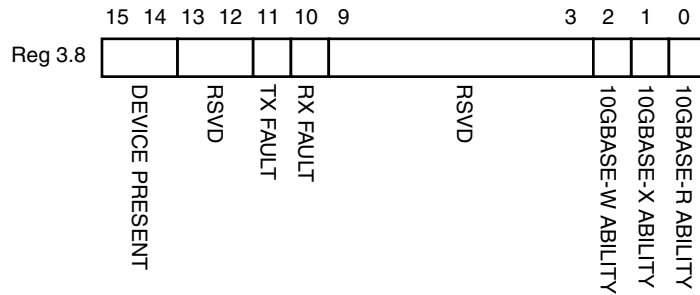 15 14 13 12 11 10 9 3 2 1 0
Reg 3.8
DEVICE PRESENT
RSVD
TX FAULT
RX FAULT
RSVD
10GBASE-W ABILITY
10GBASE-X ABILITY
10GBASE-R ABILITY